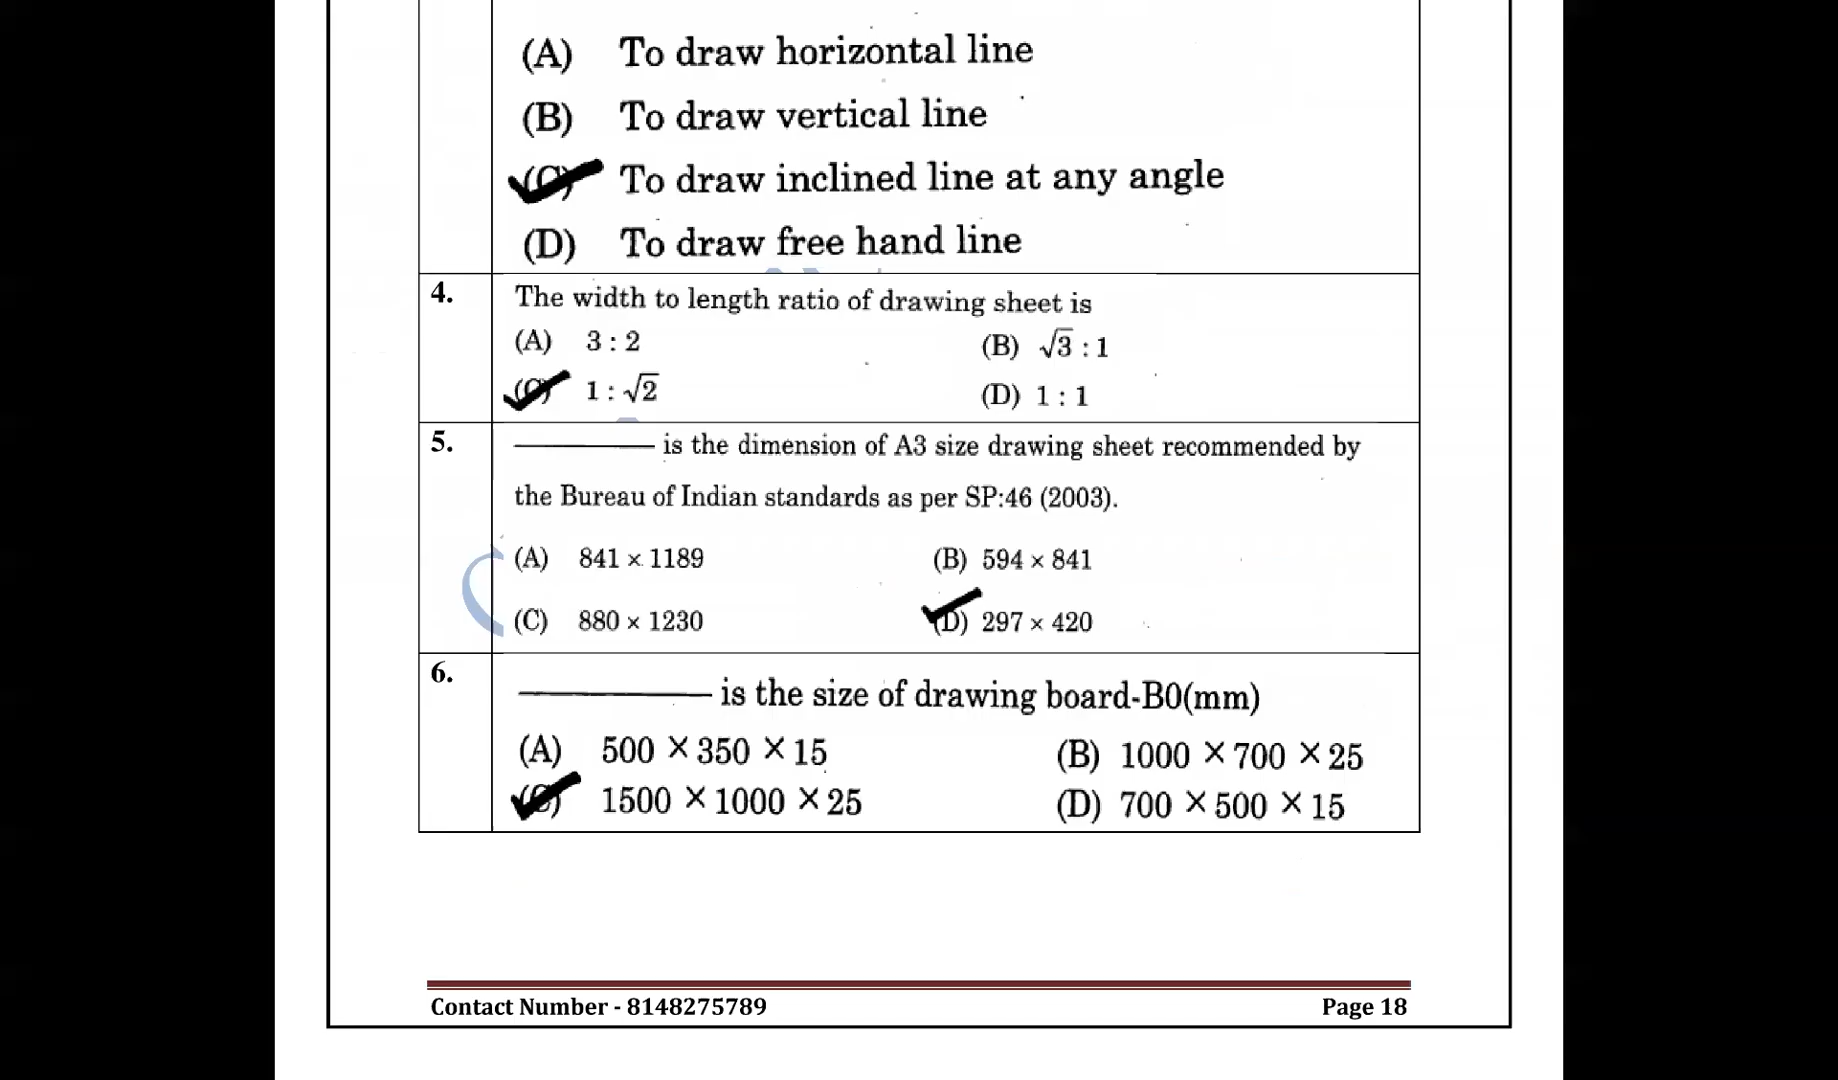 (A) To draw horizontal line
(B) To draw vertical line
(C) To draw inclined line at any angle
(D) To draw free hand line
4. The width to length ratio of drawing sheet is
(A) 3 : 2 (B) √3 : 1
(C) 1 : √2 (D) 1 : 1
5. ________ is the dimension of A3 size drawing sheet recommended by
the Bureau of Indian standards as per SP:46 (2003).
(A) 841 × 1189 (B) 594 × 841
(C) 880 × 1230 (D) 297 × 420
6. ________ is the size of drawing board-B0(mm)
(A) 500 × 350 × 15 (B) 1000 × 700 × 25
(C) 1500 × 1000 × 25 (D) 700 × 500 × 15
Contact Number - 8148275789 Page 18